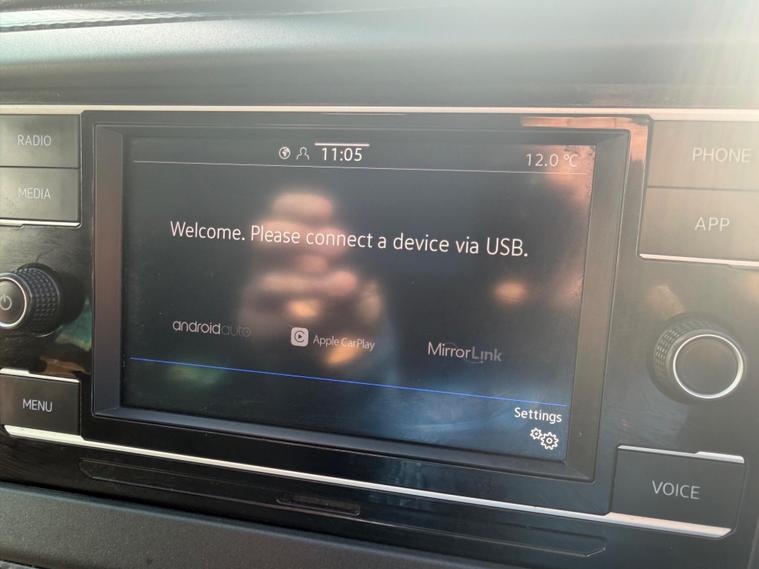 RADIO
MEDIA
MENU
11:05
12.0 °C
Welcome. Please connect a device via USB.
androidauto
Apple CarPlay
MirrorLink
Settings
PHONE
APP
VOICE